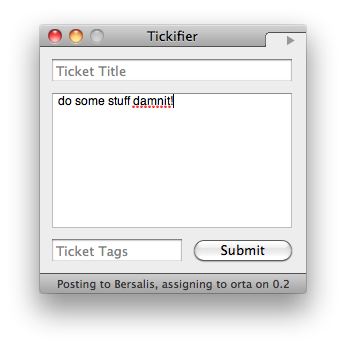 Tickifier
Ticket Title
do some stuff damnit!
Ticket Tags
Submit
Posting to Bersalis, assigning to orta on 0.2